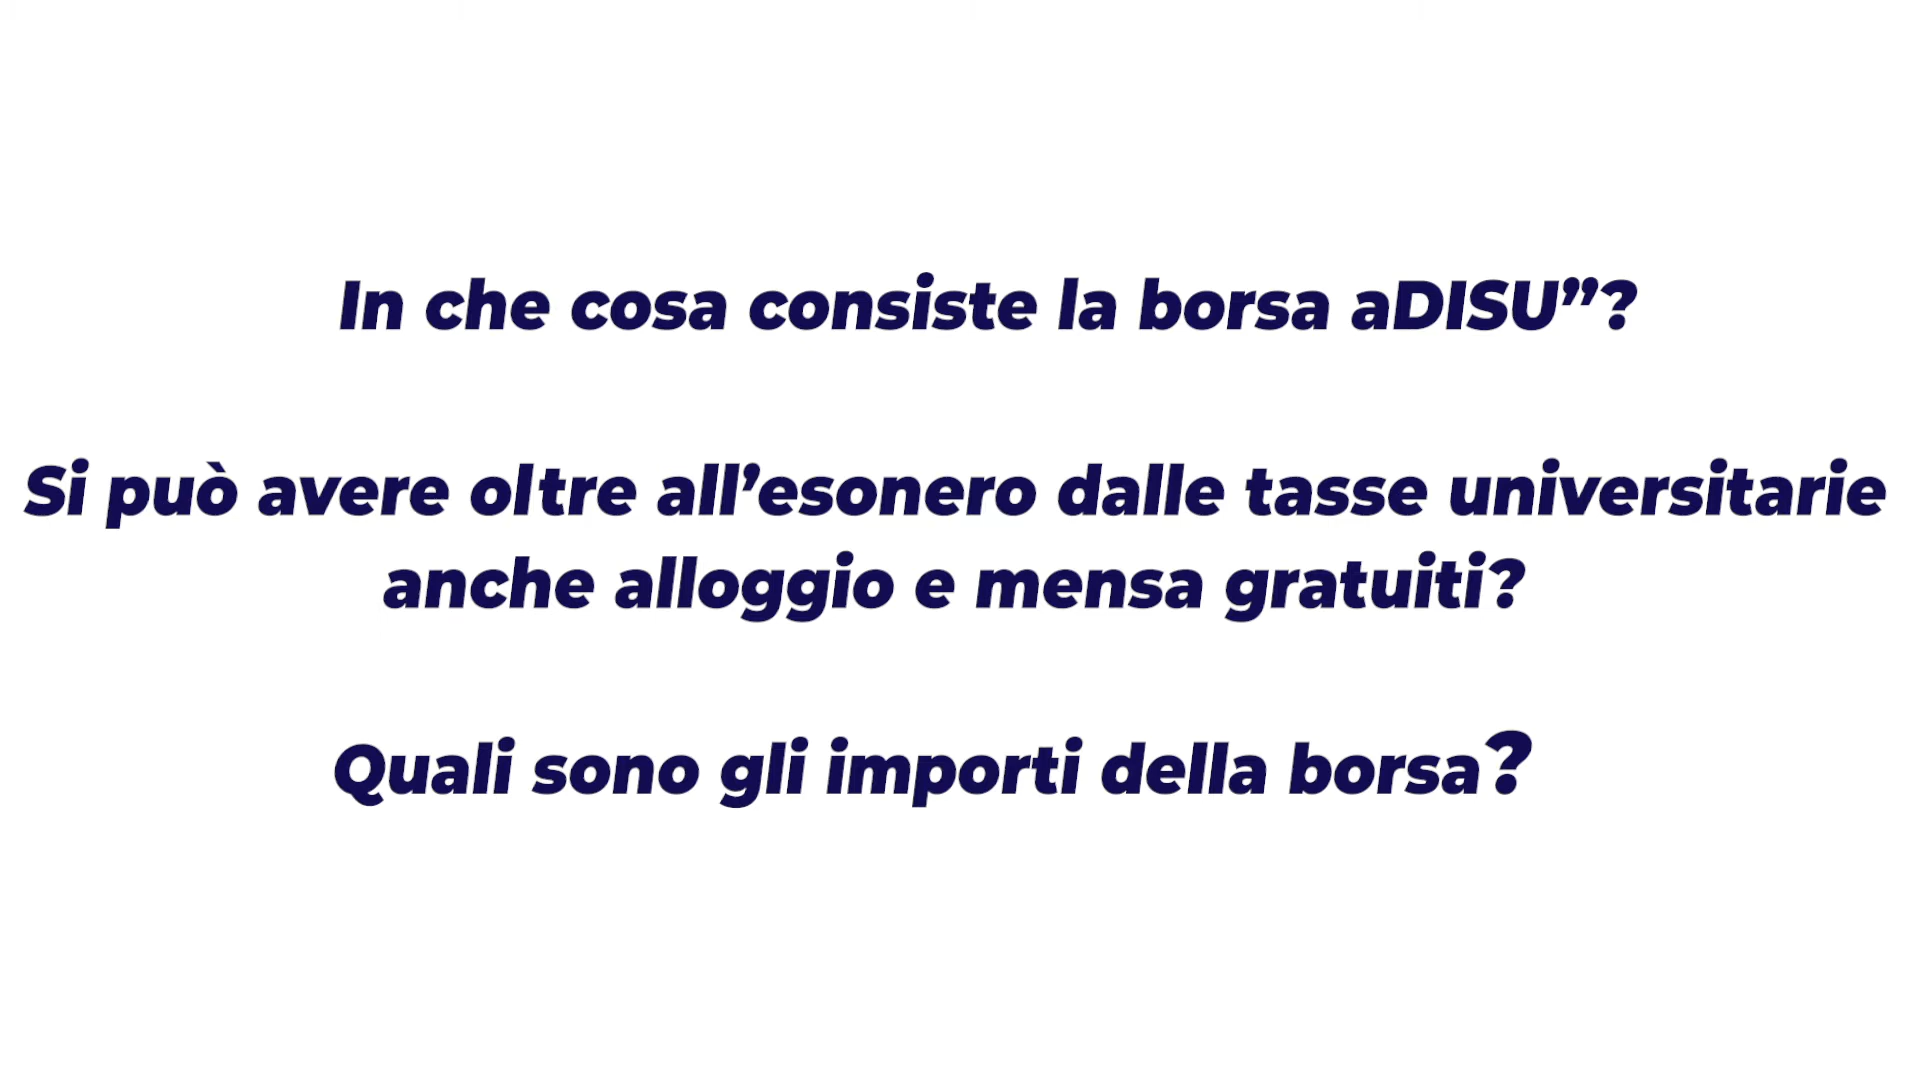 In che cosa consiste la borsa aDISU”?
Si può avere oltre all’esonero dalle tasse universitarie
anche alloggio e mensa gratuiti?
Quali sono gli importi della borsa?